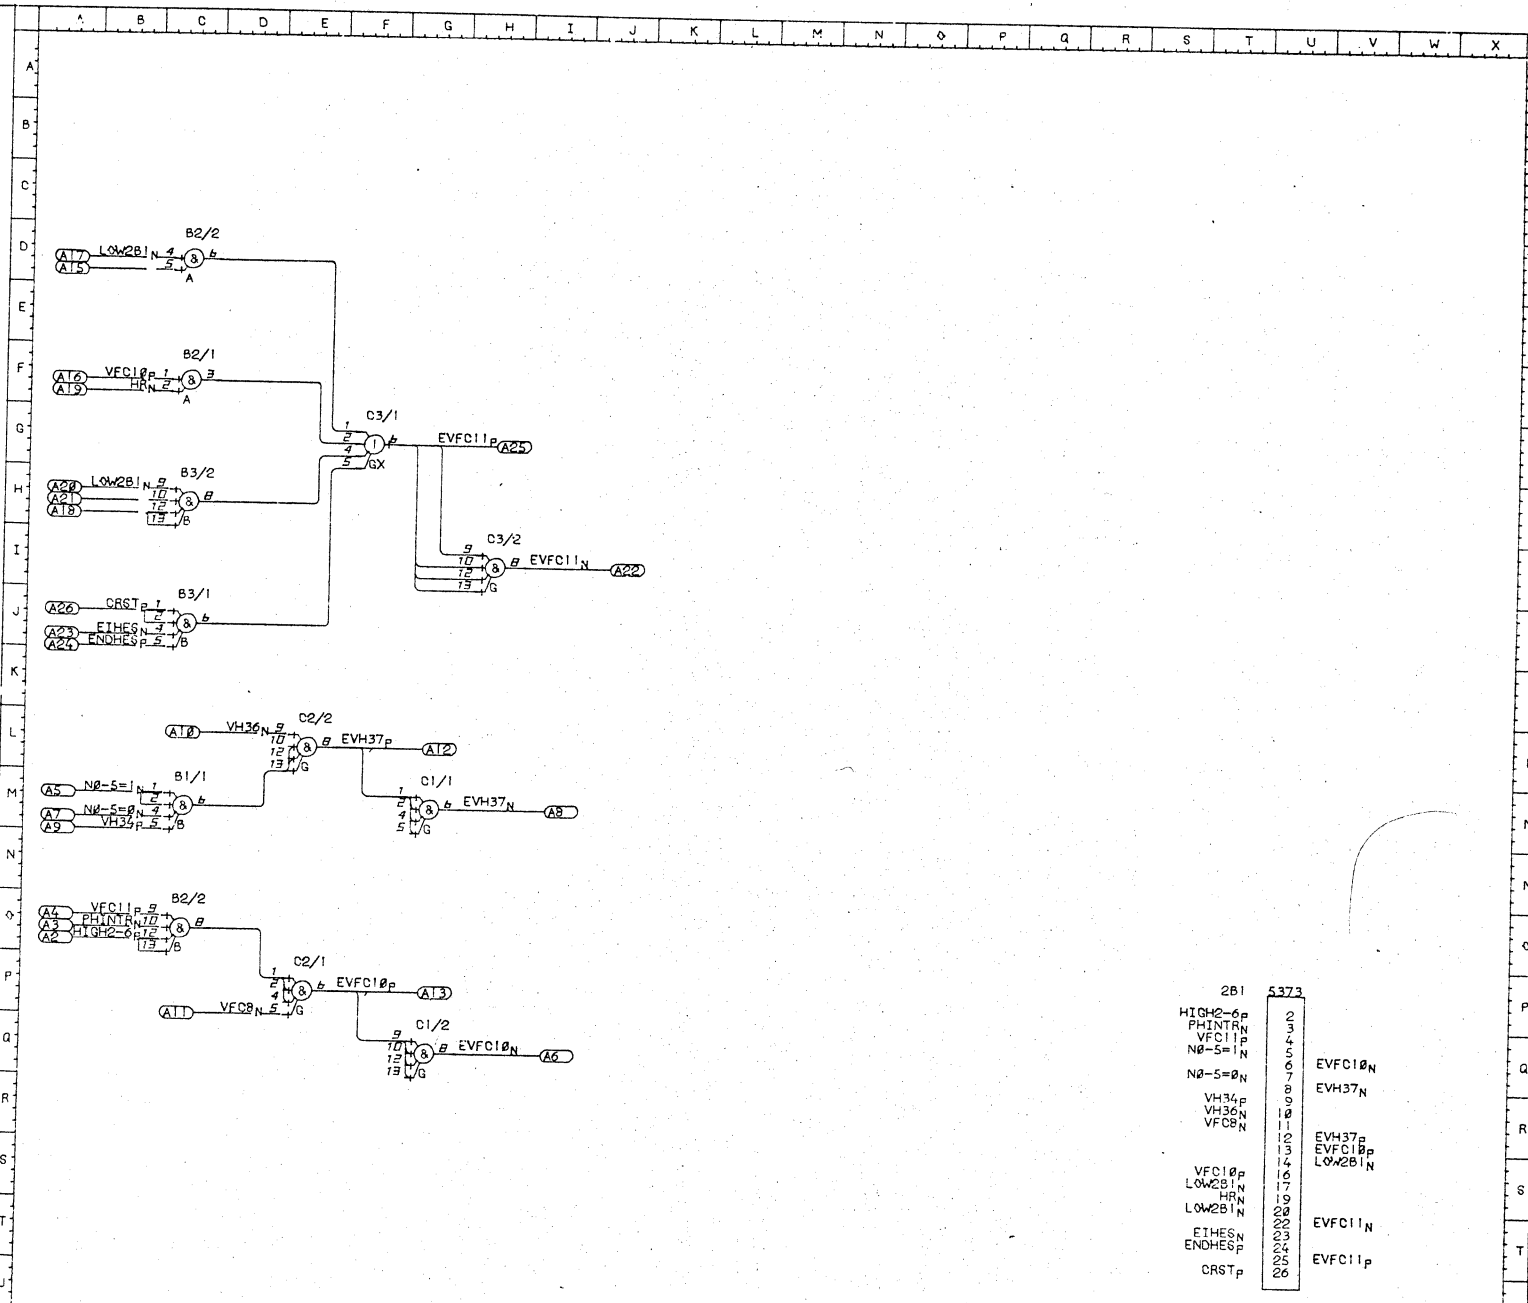 A B C D E F G H I J K L M N O P Q R S T U V W X
A
B
C
D
E
F
G
H
I
J
K
L
M
N
O
P
Q
R
S
T
U
B2/2
A17 LOW2B1N 4 & 6
A15 5
A
B2/1
A16 VFC10P 1 & 3
A19 HRN 2
A
C3/1
1
2
4
5
1 6 EVFC11P A25
GX
B3/2
A20 LOW2B1N 9
A21 10 & 8
A18 12
13 B
C3/2
9
10 & 8 EVFC11N A22
12
13 G
B3/1
A26 CRSTP 1
2 & 6
A23 EIHESN 4
A24 ENDHESP 5 B
C2/2
A10 VH36N 9
10
12 & 8 EVH37P A12
13 G
B1/1
A5 N0-5=1N 1
2 & 6
A7 N0-5=0N 4
A9 VH34P 5 B
C1/1
1
2 & 6 EVH37N A8
4
5 G
B2/2
A4 VFC11P 9
A3 PHINTRN 10 & 8
A2 HIGH2-6P 12
13 B
C2/1
1
2 & 6 EVFC10P A13
4
A11 VFC8N 5 G
C1/2
9
10 & 8 EVFC10N A6
12
13 G
2B1 5373
HIGH2-6P 2
PHINTRN 3
VFC11P 4
N0-5=1N 5
6 EVFC10N
N0-5=0N 7
8 EVH37N
VH34P 9
VH36N 10
VFC8N 11
12 EVH37P
13 EVFC10P
14 LOW2B1N
VFC10P 16
LOW2B1N 17
HRN 19
LOW2B1N 20
22 EVFC11N
EIHESN 23
ENDHESP 24
25 EVFC11P
CRSTP 26
P
Q
R
S
T